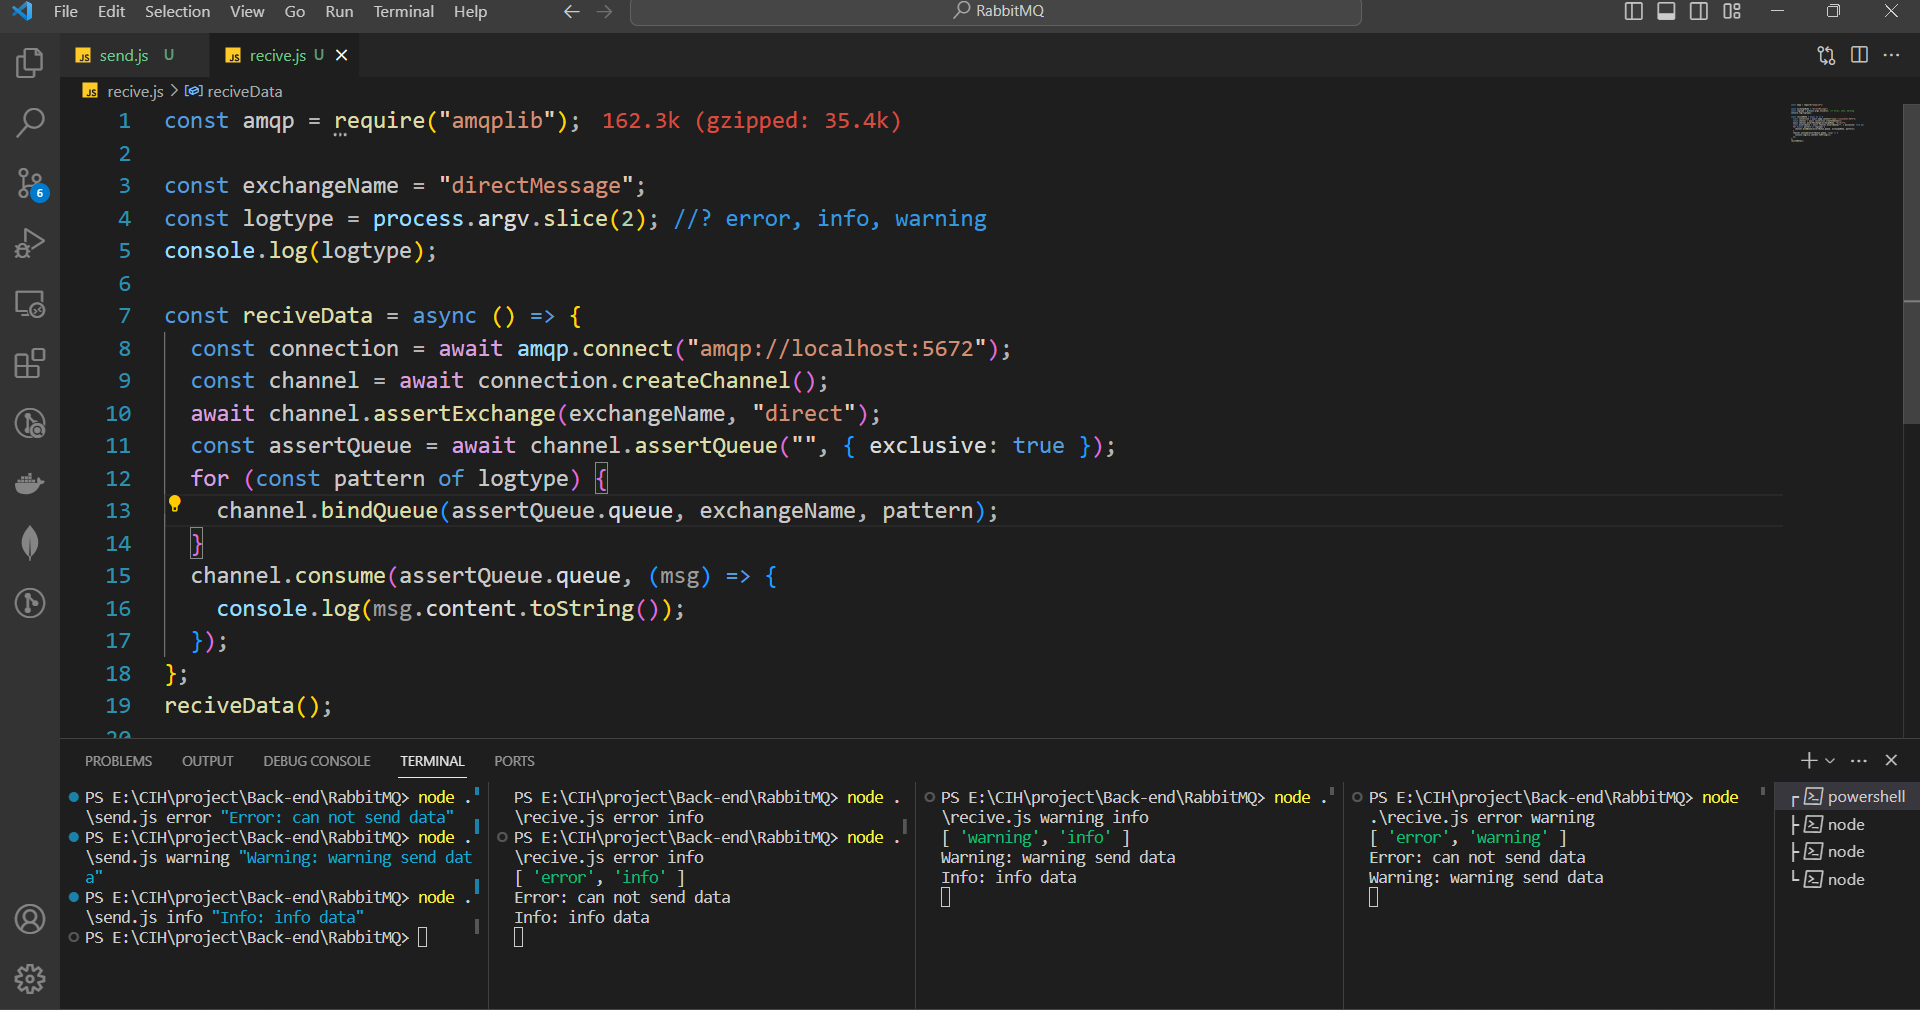 File Edit Selection View Go Run Terminal Help
RabbitMQ
JS send.js U
JS recive.js U
JS recive.js > reciveData
1 const amqp = require("amqplib"); 162.3k (gzipped: 35.4k)
2
3 const exchangeName = "directMessage";
4 const logtype = process.argv.slice(2); //? error, info, warning
5 console.log(logtype);
6
7 const reciveData = async () => {
8 const connection = await amqp.connect("amqp://localhost:5672");
9 const channel = await connection.createChannel();
10 await channel.assertExchange(exchangeName, "direct");
11 const assertQueue = await channel.assertQueue("", { exclusive: true });
12 for (const pattern of logtype) {
13 channel.bindQueue(assertQueue.queue, exchangeName, pattern);
14 }
15 channel.consume(assertQueue.queue, (msg) => {
16 console.log(msg.content.toString());
17 });
18 };
19 reciveData();
20
6
PROBLEMS OUTPUT DEBUG CONSOLE TERMINAL PORTS
PS E:\CIH\project\Back-end\RabbitMQ> node .
\send.js error "Error: can not send data"
PS E:\CIH\project\Back-end\RabbitMQ> node .
\send.js warning "Warning: warning send dat
a"
PS E:\CIH\project\Back-end\RabbitMQ> node .
\send.js info "Info: info data"
PS E:\CIH\project\Back-end\RabbitMQ>
PS E:\CIH\project\Back-end\RabbitMQ> node .
\recive.js error info
PS E:\CIH\project\Back-end\RabbitMQ> node .
\recive.js error info
[ 'error', 'info' ]
Error: can not send data
Info: info data
PS E:\CIH\project\Back-end\RabbitMQ> node .
\recive.js warning info
[ 'warning', 'info' ]
Warning: warning send data
Info: info data
PS E:\CIH\project\Back-end\RabbitMQ> node
.\recive.js error warning
[ 'error', 'warning' ]
Error: can not send data
Warning: warning send data
powershell
node
node
node